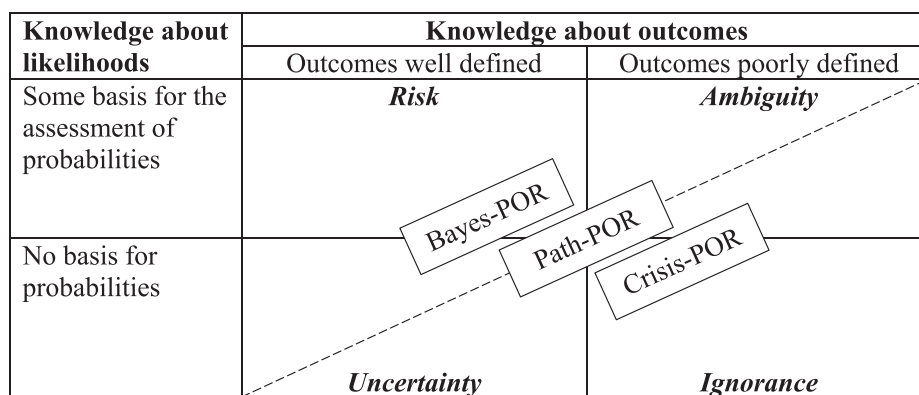 Knowledge about
likelihoods
Knowledge about outcomes
Outcomes well defined
Outcomes poorly defined
Some basis for the
assessment of
probabilities
Risk
Ambiguity
Bayes-POR
Path-POR
Crisis-POR
No basis for
probabilities
Uncertainty
Ignorance